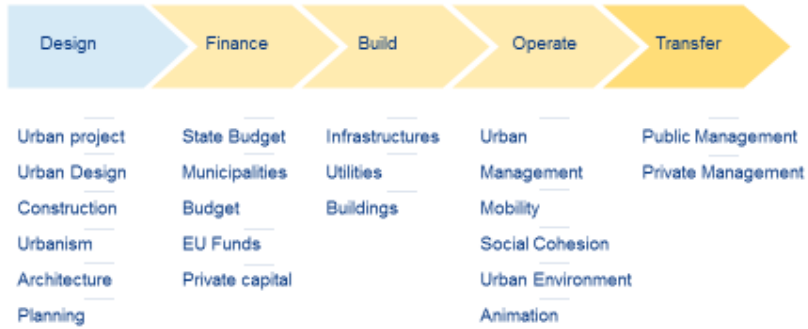 Design
Finance
Build
Operate
Transfer
Urban project
Urban Design
Construction
Urbanism
Architecture
Planning
State Budget
Municipalities
Budget
EU Funds
Private capital
Infrastructures
Utilities
Buildings
Urban
Management
Mobility
Social Cohesion
Urban Environment
Animation
Public Management
Private Management